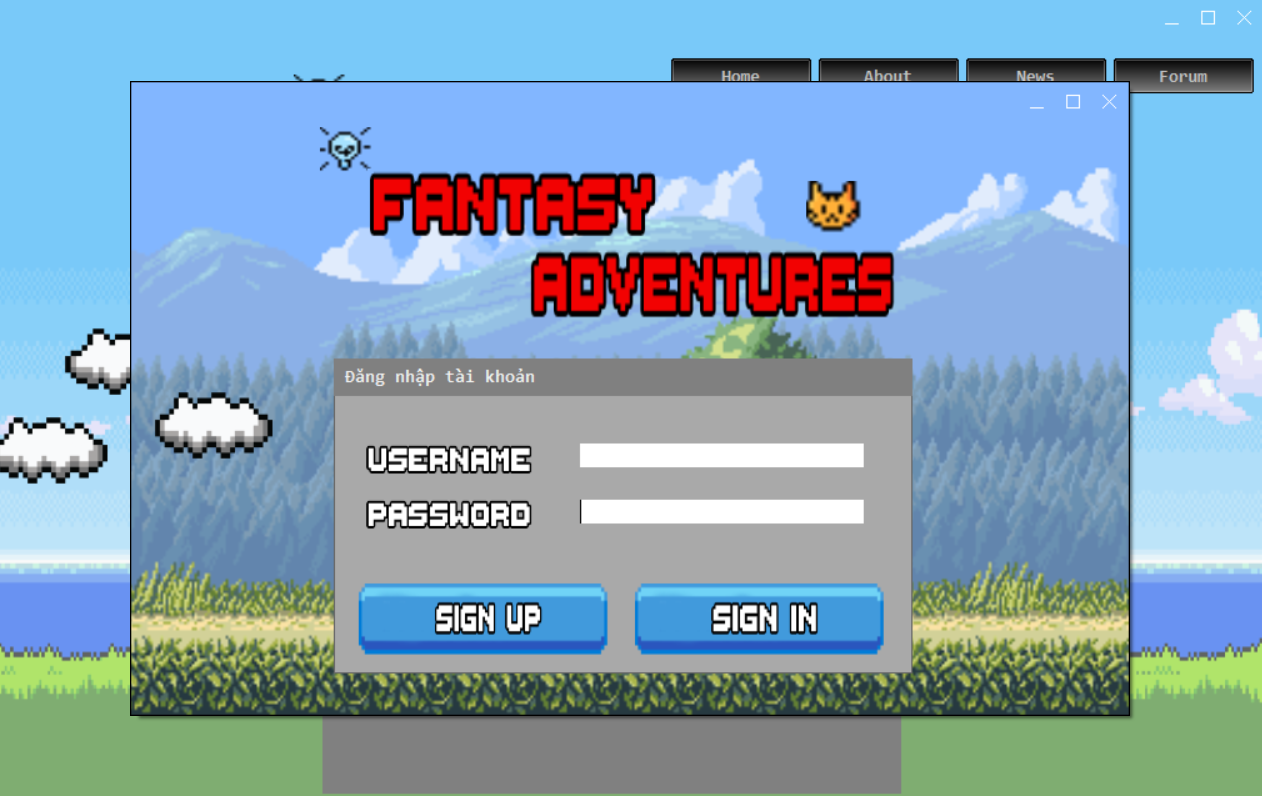 Home
About
News
Forum
FANTASY
ADVENTURES
Đăng nhập tài khoản
USERNAME
PASSWORD
SIGN UP
SIGN IN